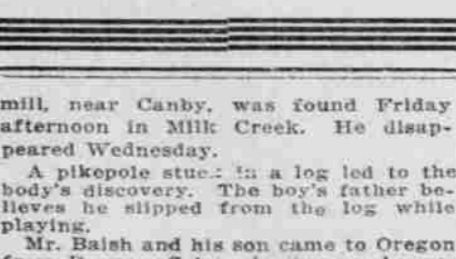 mill, near Canby, was found Friday
afternoon in Milk Creek. He disap-
peared Wednesday.
A pikepole stuck in a log led to the
body's discovery. The boy's father be-
lieves he slipped from the log while
playing.
Mr. Baish and his son came to Oregon